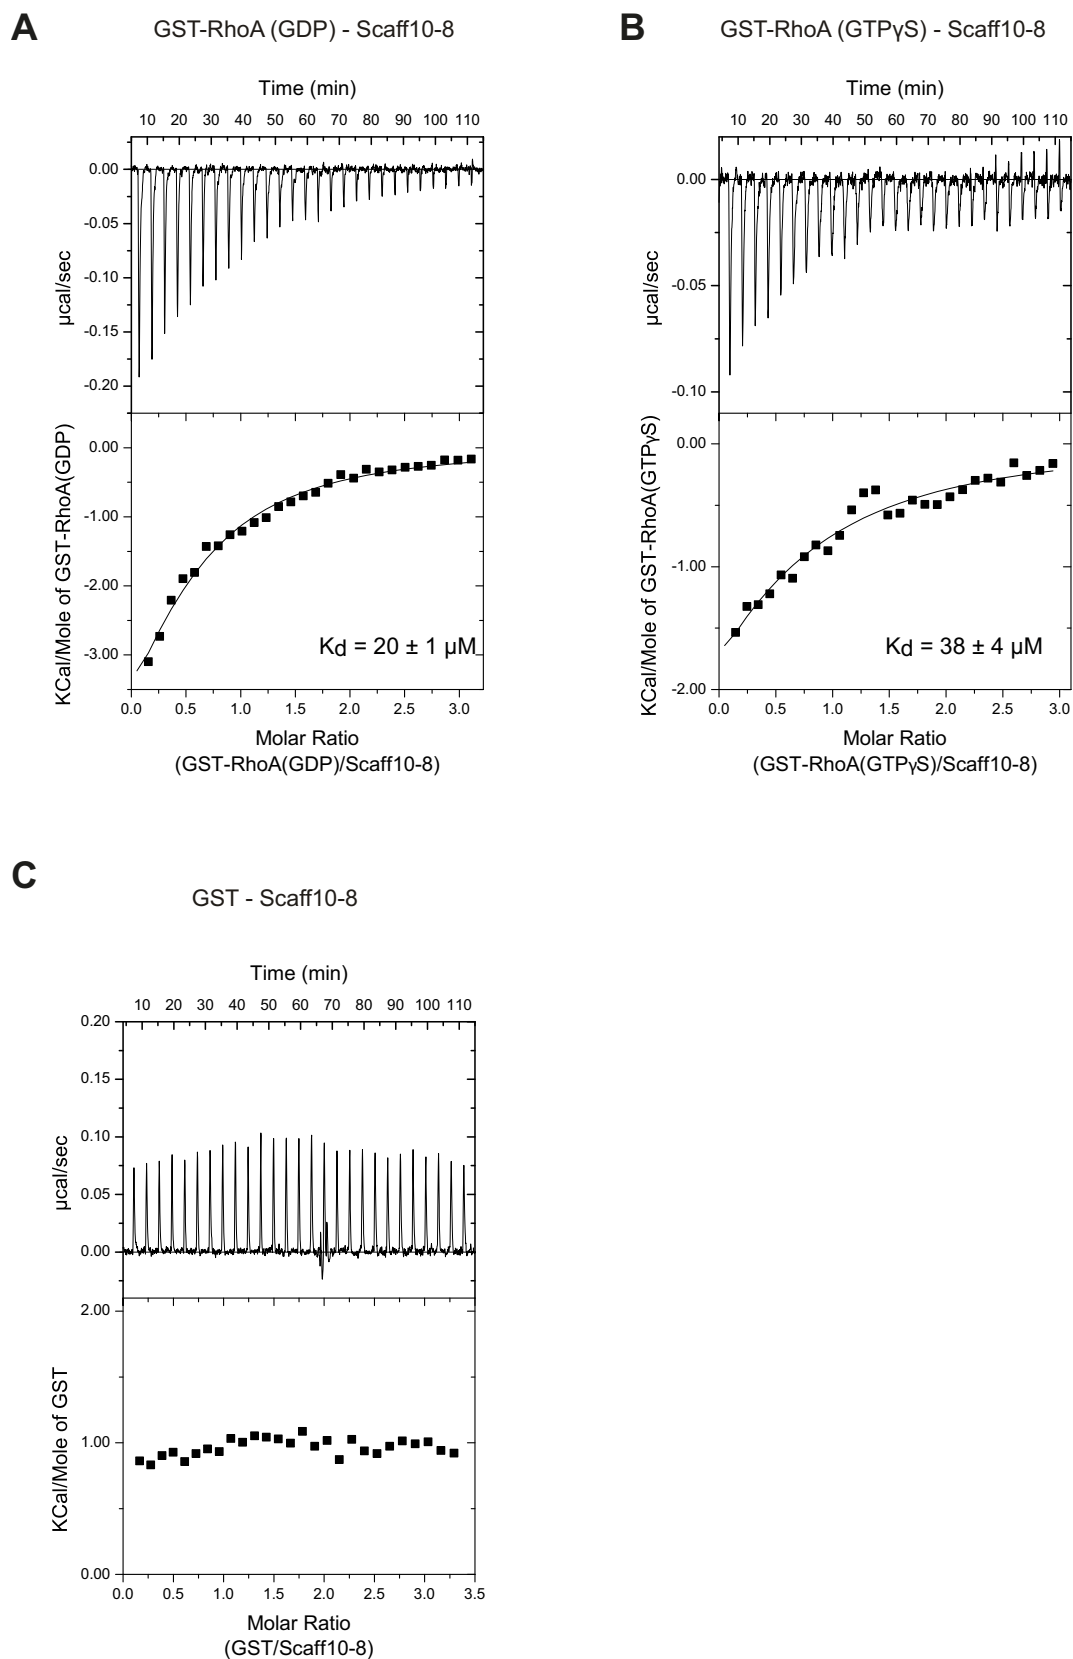 A
GST-RhoA (GDP) - Scaff10-8
Time (min)
10 20 30 40 50 60 70 80 90 100 110
0.00
-0.05
-0.10
-0.15
-0.20
µcal/sec
0.00
-1.00
-2.00
-3.00
KCal/Mole of GST-RhoA(GDP)
Kd = 20 ± 1 µM
0.0 0.5 1.0 1.5 2.0 2.5 3.0
Molar Ratio
(GST-RhoA(GDP)/Scaff10-8)
B
GST-RhoA (GTPγS) - Scaff10-8
Time (min)
10 20 30 40 50 60 70 80 90 100 110
0.00
-0.05
-0.10
µcal/sec
0.00
-1.00
-2.00
KCal/Mole of GST-RhoA(GTPγS)
Kd = 38 ± 4 µM
0.0 0.5 1.0 1.5 2.0 2.5 3.0
Molar Ratio
(GST-RhoA(GTPγS)/Scaff10-8)
C
GST - Scaff10-8
Time (min)
10 20 30 40 50 60 70 80 90 100 110
0.20
0.15
0.10
0.05
0.00
µcal/sec
2.00
1.00
0.00
KCal/Mole of GST
0.0 0.5 1.0 1.5 2.0 2.5 3.0 3.5
Molar Ratio
(GST/Scaff10-8)